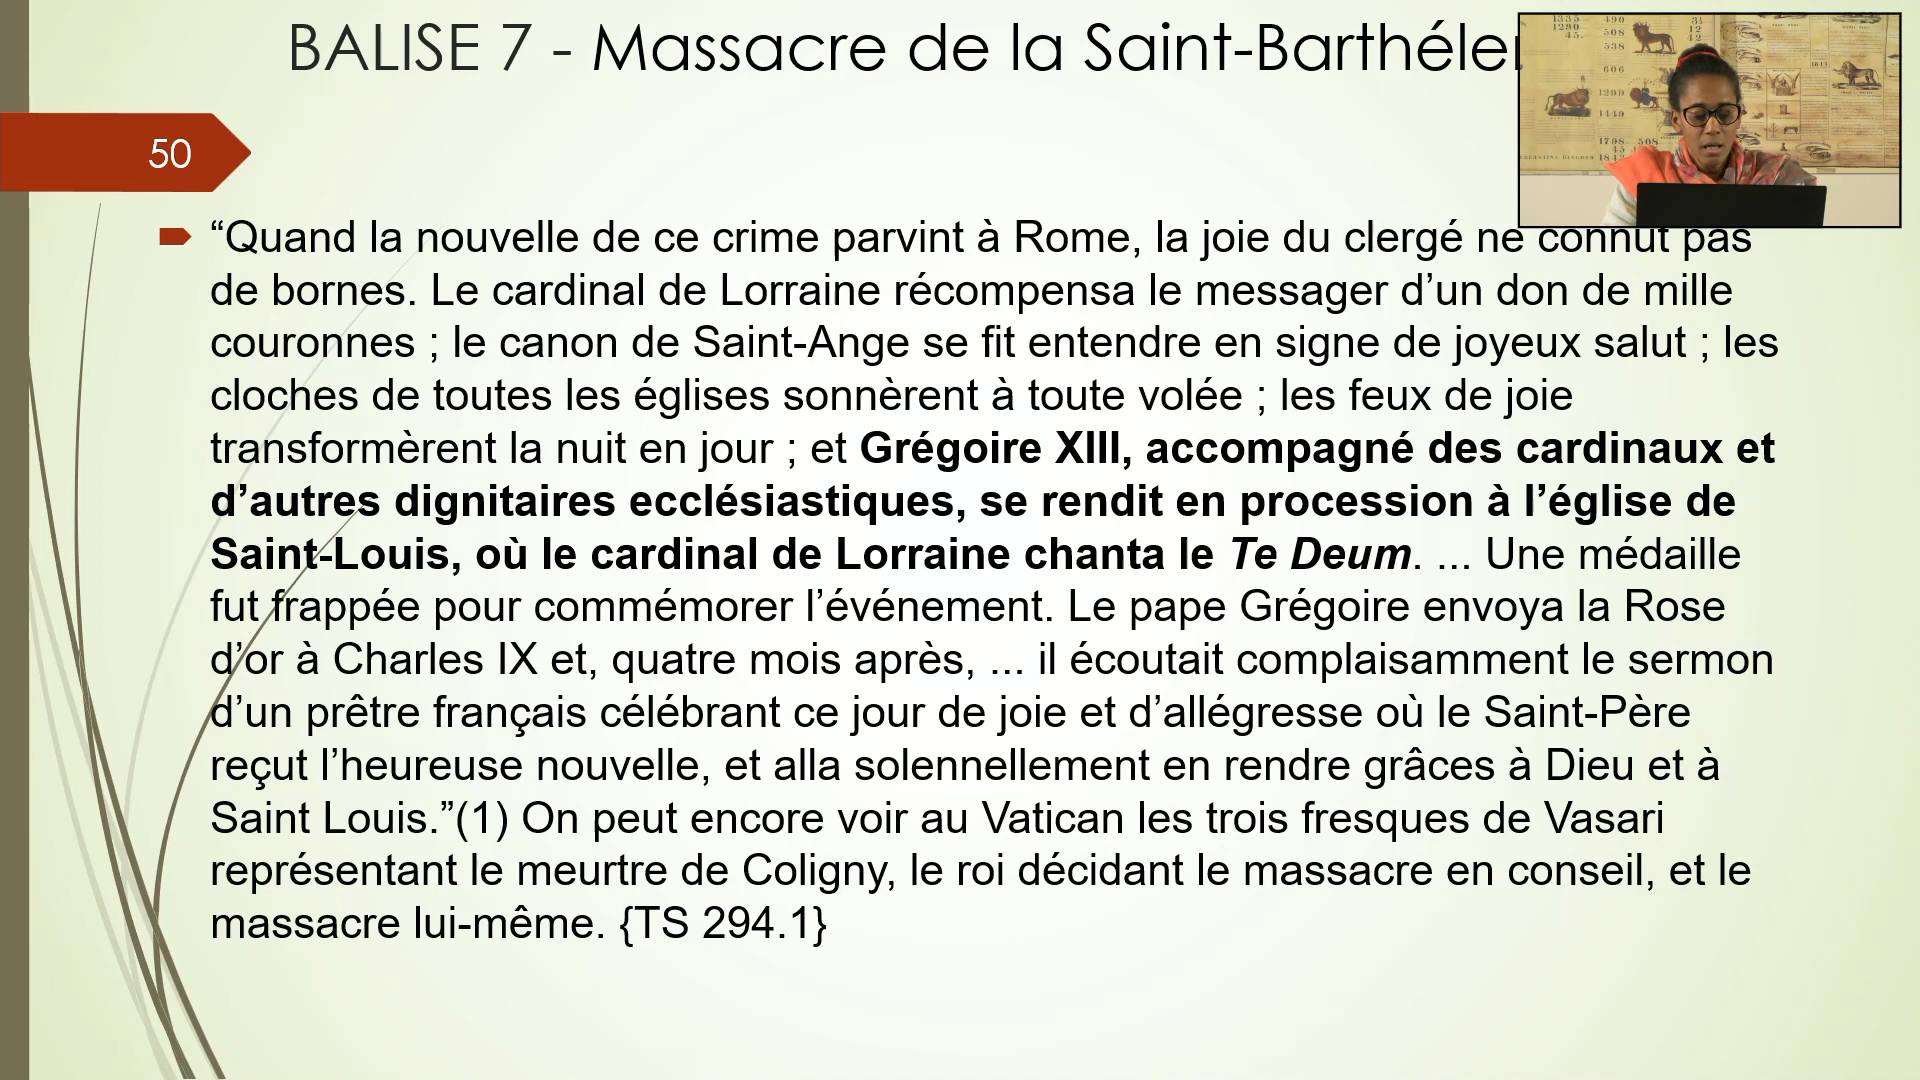 BALISE 7 - Massacre de la Saint-Barthéle
50
“Quand la nouvelle de ce crime parvint à Rome, la joie du clergé ne connut pas
de bornes. Le cardinal de Lorraine récompensa le messager d’un don de mille
couronnes ; le canon de Saint-Ange se fit entendre en signe de joyeux salut ; les
cloches de toutes les églises sonnèrent à toute volée ; les feux de joie
transformèrent la nuit en jour ; et Grégoire XIII, accompagné des cardinaux et
d’autres dignitaires ecclésiastiques, se rendit en procession à l’église de
Saint-Louis, où le cardinal de Lorraine chanta le Te Deum. ... Une médaille
fut frappée pour commémorer l’événement. Le pape Grégoire envoya la Rose
d’or à Charles IX et, quatre mois après, ... il écoutait complaisamment le sermon
d’un prêtre français célébrant ce jour de joie et d’allégresse où le Saint-Père
reçut l’heureuse nouvelle, et alla solennellement en rendre grâces à Dieu et à
Saint Louis.”(1) On peut encore voir au Vatican les trois fresques de Vasari
représentant le meurtre de Coligny, le roi décidant le massacre en conseil, et le
massacre lui-même. {TS 294.1}